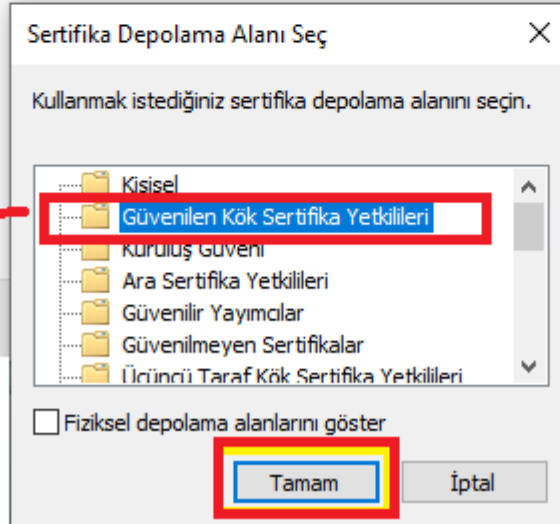 Sertifika Depolama Alanı Seç
Kullanmak istediğiniz sertifika depolama alanını seçin.
Kişisel
Güvenilen Kök Sertifika Yetkilileri
Kuruluş Güveni
Ara Sertifika Yetkilileri
Güvenilir Yayımcılar
Güvenilmeyen Sertifikalar
Üçüncü Taraf Kök Sertifika Yetkilileri
Fiziksel depolama alanlarını göster
Tamam İptal